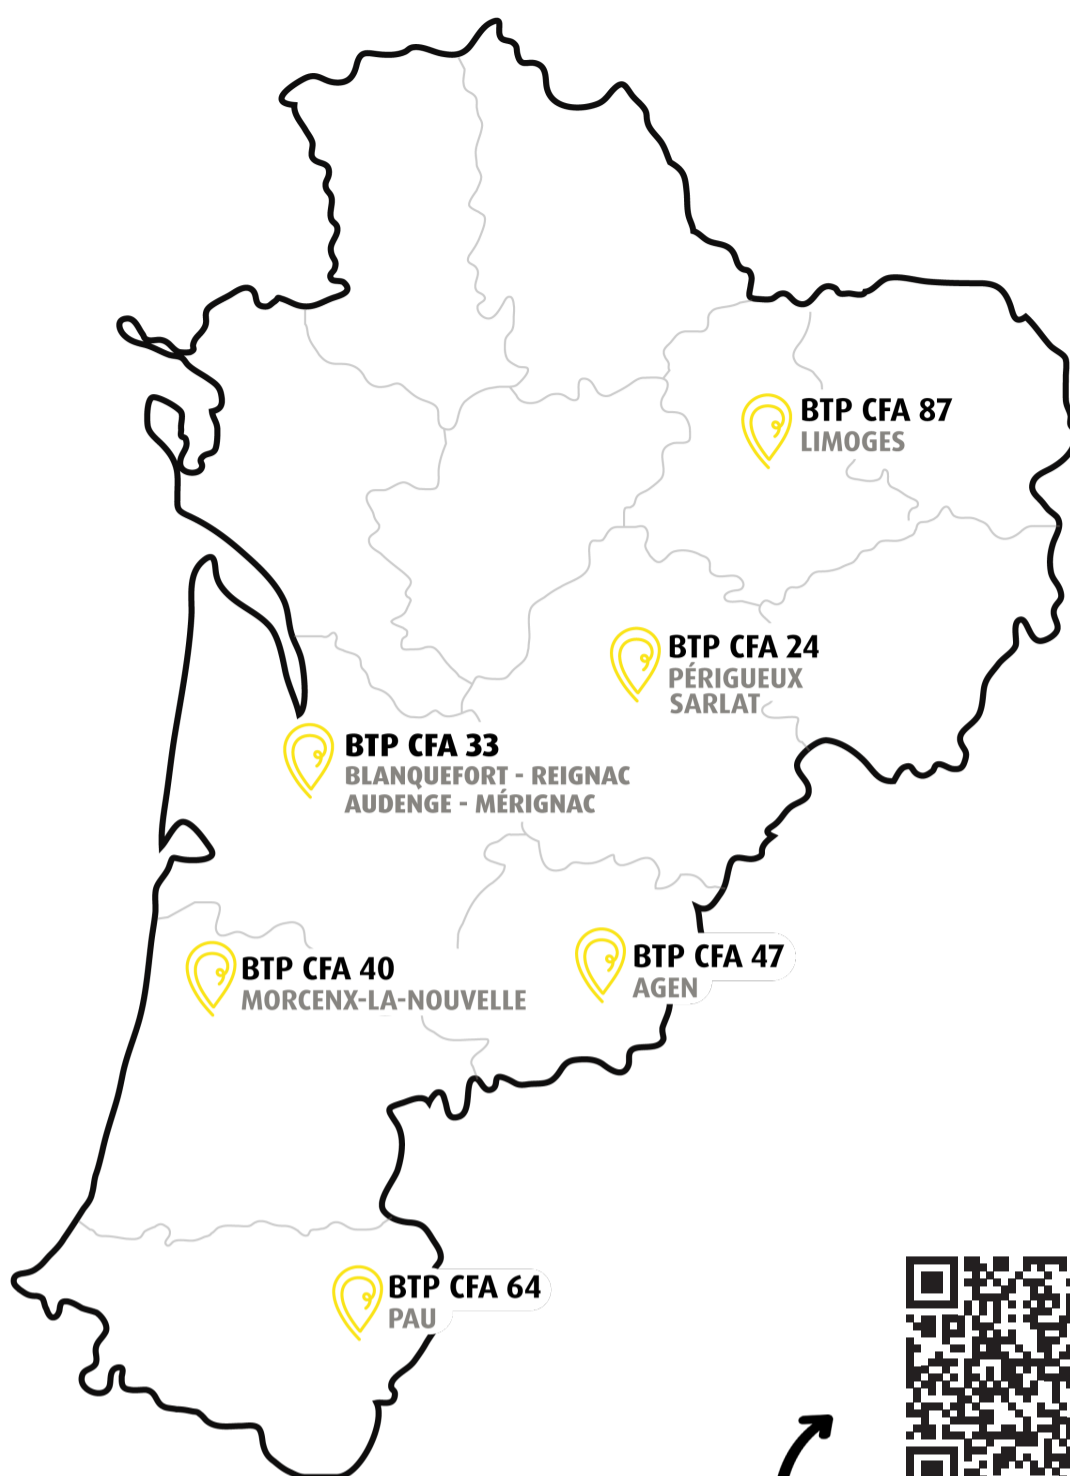 BTP CFA 87
LIMOGES
BTP CFA 24
PÉRIGUEUX
SARLAT
BTP CFA 33
BLANQUEFORT - REIGNAC
AUDENGE - MÉRIGNAC
BTP CFA 40
MORCENX-LA-NOUVELLE
BTP CFA 47
AGEN
BTP CFA 64
PAU